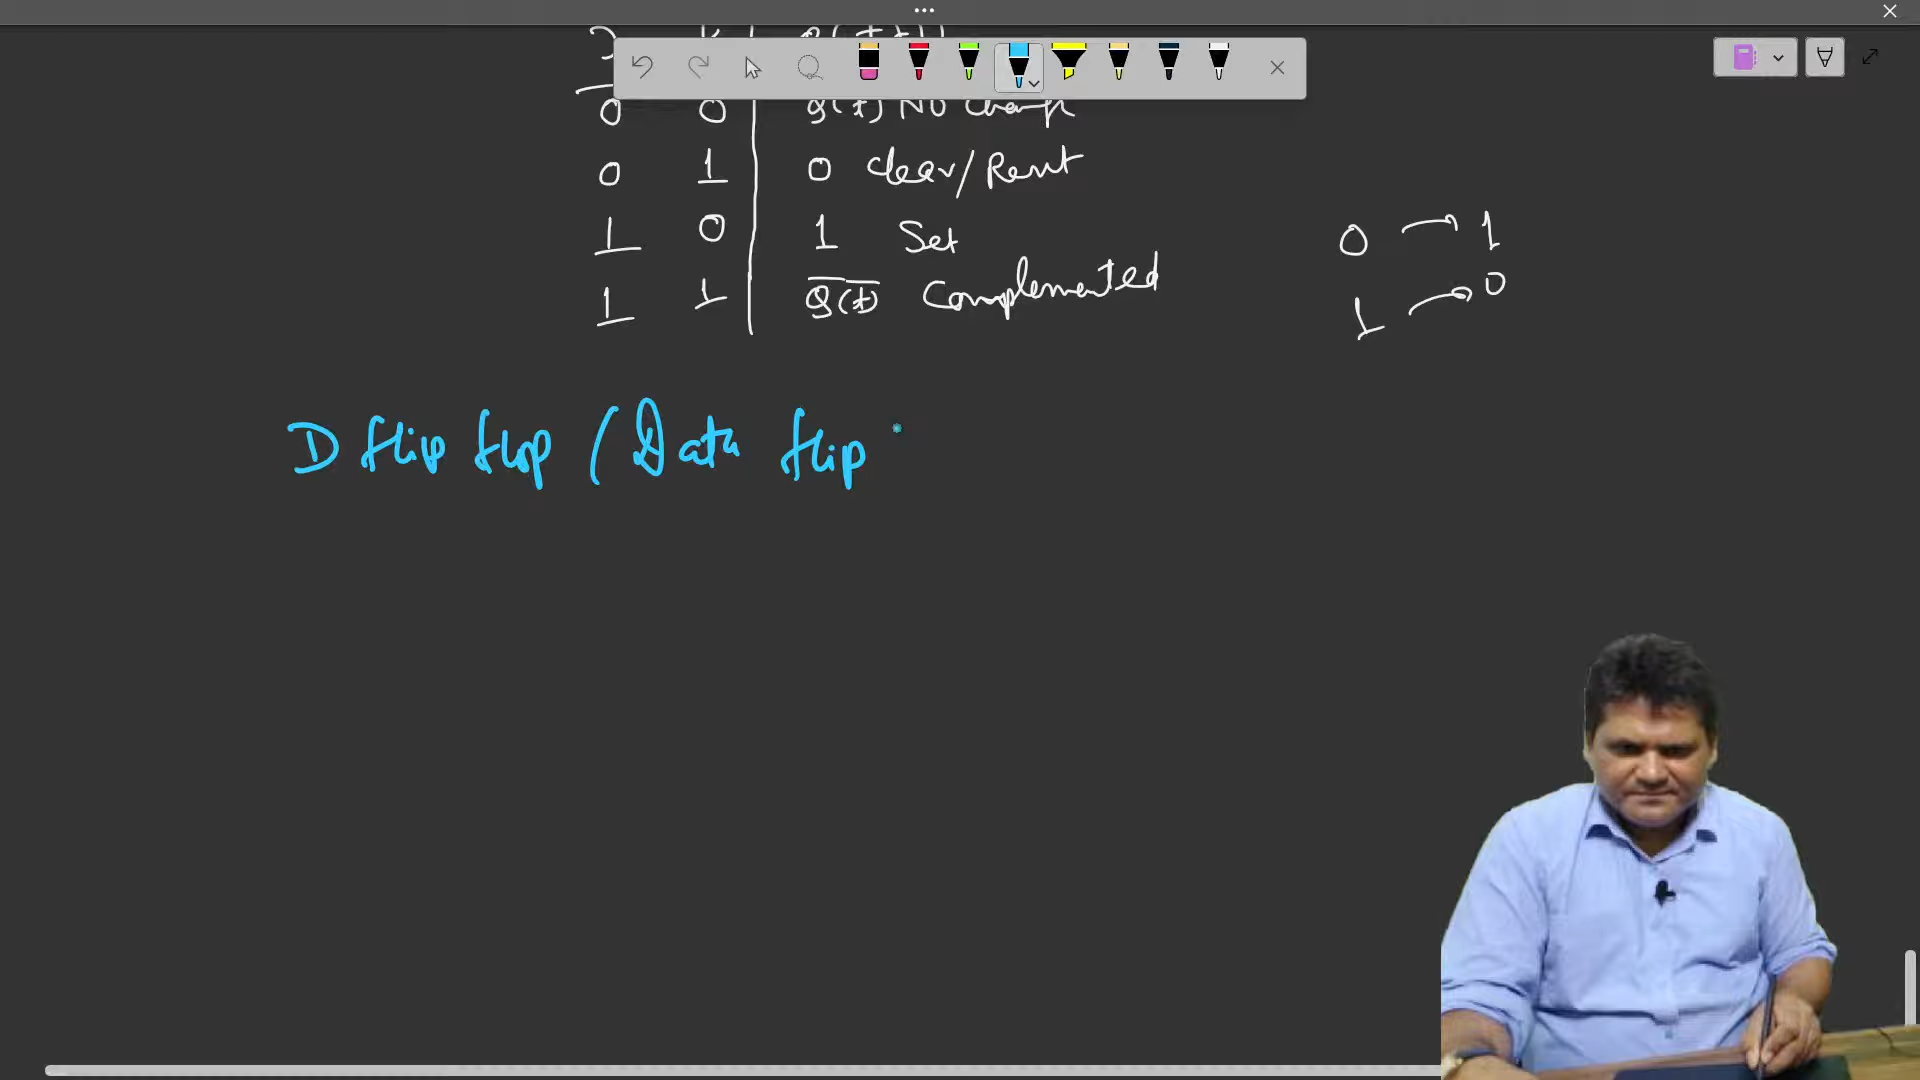 0 0 Q(t) No Change
0 1 0 Clear/Reset
1 0 1 Set
1 1 Q(t) Complemented
0 → 1
1 → 0
D flip flop (Data flip